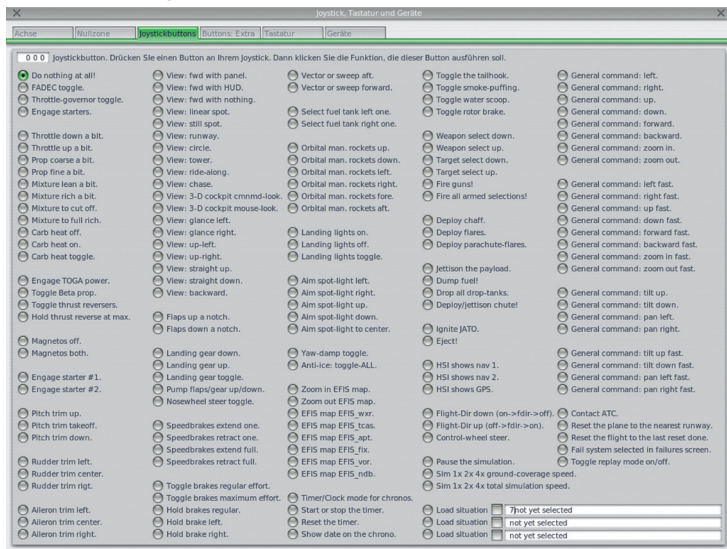 Joystick, Tastatur und Geräte
Achse
Nullzone
Joystickbuttons
Buttons: Extra
Tastatur
Geräte
0 0 0 Joystickbutton. Drücken Sie einen Button an Ihrem Joystick. Dann klicken Sie die Funktion, die dieser Button ausführen soll.
Do nothing at all!
FADEC toggle.
Throttle-governor toggle.
Engage starters.
Throttle down a bit.
Throttle up a bit.
Prop coarse a bit.
Prop fine a bit.
Mixture lean a bit.
Mixture rich a bit.
Mixture to cut off.
Mixture to full rich.
Carb heat off.
Carb heat on.
Carb heat toggle.
Engage TOGA power.
Toggle Beta prop.
Toggle thrust reversers.
Hold thrust reverse at max.
Magnetos off.
Magnetos both.
Engage starter #1.
Engage starter #2.
Pitch trim up.
Pitch trim takeoff.
Pitch trim down.
Rudder trim left.
Rudder trim center.
Rudder trim rigt.
Aileron trim left.
Aileron trim center.
Aileron trim right.
View: fwd with panel.
View: fwd with HUD.
View: fwd with nothing.
View: linear spot.
View: still spot.
View: runway.
View: circle.
View: tower.
View: ride-along.
View: chase.
View: 3-D cockpit cmnmd-look.
View: 3-D cockpit mouse-look.
View: glance left.
View: glance right.
View: up-left.
View: up-right.
View: straight up.
View: straight down.
View: backward.
Flaps up a notch.
Flaps down a notch.
Landing gear down.
Landing gear up.
Landing gear toggle.
Pump flaps/gear up/down.
Nosewheel steer toggle.
Speedbrakes extend one.
Speedbrakes retract one.
Speedbrakes extend full.
Speedbrakes retract full.
Toggle brakes regular effort.
Toggle brakes maximum effort.
Hold brakes regular.
Hold brake left.
Hold brake right.
Vector or sweep aft.
Vector or sweep forward.
Select fuel tank left one.
Select fuel tank right one.
Orbital man. rockets up.
Orbital man. rockets down.
Orbital man. rockets left.
Orbital man. rockets right.
Orbital man. rockets fore.
Orbital man. rockets aft.
Landing lights on.
Landing lights off.
Landing lights toggle.
Aim spot-light left.
Aim spot-light right.
Aim spot-light up.
Aim spot-light down.
Aim spot-light to center.
Yaw-damp toggle.
Anti-ice: toggle-ALL.
Zoom in EFIS map.
Zoom out EFIS map.
EFIS map EFIS_wxr.
EFIS map EFIS_tcas.
EFIS map EFIS_apt.
EFIS map EFIS_fix.
EFIS map EFIS_vor.
EFIS map EFIS_ndb.
Timer/Clock mode for chronos.
Start or stop the timer.
Reset the timer.
Show date on the chrono.
Toggle the tailhook.
Toggle smoke-puffing.
Toggle water scoop.
Toggle rotor brake.
Weapon select down.
Weapon select up.
Target select down.
Target select up.
Fire guns!
Fire all armed selections!
Deploy chaff.
Deploy flares.
Deploy parachute-flares.
Jettison the payload.
Dump fuel!
Drop all drop-tanks.
Deploy/jettison chute!
Ignite JATO.
Eject!
HSI shows nav 1.
HSI shows nav 2.
HSI shows GPS.
Flight-Dir down (on->fdir->off).
Flight-Dir up (off->fdir->on).
Control-wheel steer.
Pause the simulation.
Sim 1x 2x 4x ground-coverage speed.
Sim 1x 2x 4x total simulation speed.
Load situation 7not yet selected
Load situation not yet selected
Load situation not yet selected
General command: left.
General command: right.
General command: up.
General command: down.
General command: forward.
General command: backward.
General command: zoom in.
General command: zoom out.
General command: left fast.
General command: right fast.
General command: up fast.
General command: down fast.
General command: forward fast.
General command: backward fast.
General command: zoom in fast.
General command: zoom out fast.
General command: tilt up.
General command: tilt down.
General command: pan left.
General command: pan right.
General command: tilt up fast.
General command: tilt down fast.
General command: pan left fast.
General command: pan right fast.
Contact ATC.
Reset the plane to the nearest runway.
Reset the flight to the last reset done.
Fail system selected in failures screen.
Toggle replay mode on/off.